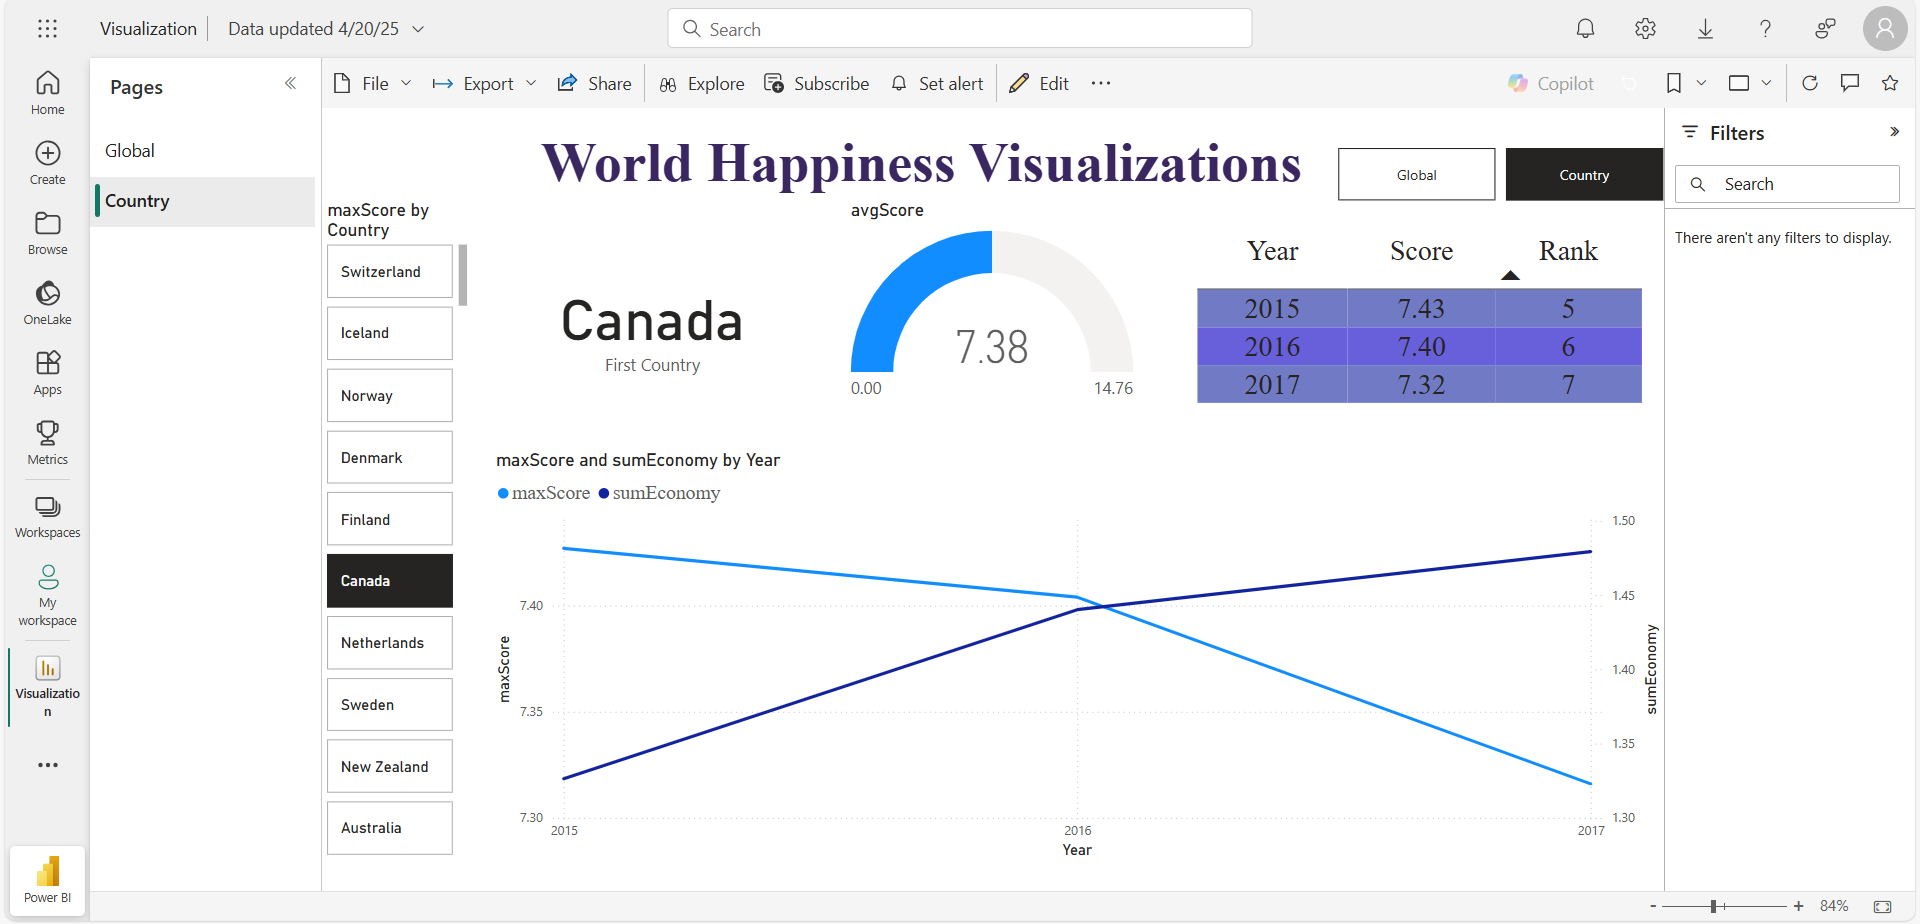 Visualization
Data updated 4/20/25
Search
Home
Create
Browse
OneLake
Apps
Metrics
Workspaces
My
workspace
Visualizatio
n
Power BI
Pages
Global
Country
File
Export
Share
Explore
Subscribe
Set alert
Edit
Copilot
World Happiness Visualizations
Global
Country
maxScore by
Country
Switzerland
Iceland
Norway
Denmark
Finland
Canada
Netherlands
Sweden
New Zealand
Australia
Canada
First Country
avgScore
7.38
0.00
14.76
Year Score Rank
2015 7.43 5
2016 7.40 6
2017 7.32 7
maxScore and sumEconomy by Year
maxScore sumEconomy
maxScore
7.40
7.35
7.30
2015
2016
2017
Year
1.50
1.45
1.40
1.35
1.30
sumEconomy
Filters
Search
There aren't any filters to display.
- + 84%